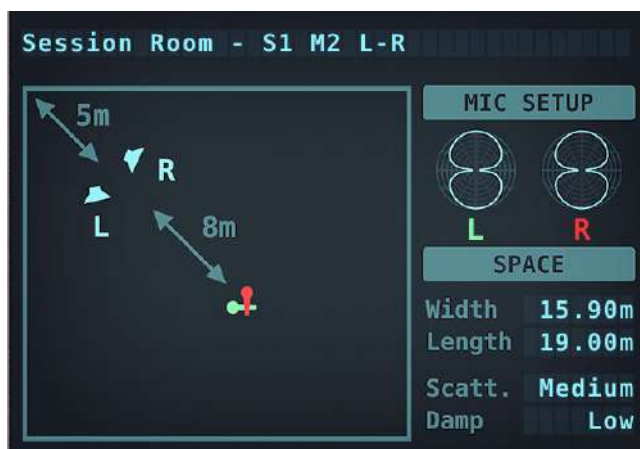 Session Room - S1 M2 L-R
5m
R
L
8m
MIC SETUP
L R
SPACE
Width 15.90m
Length 19.00m
Scatt. Medium
Damp Low